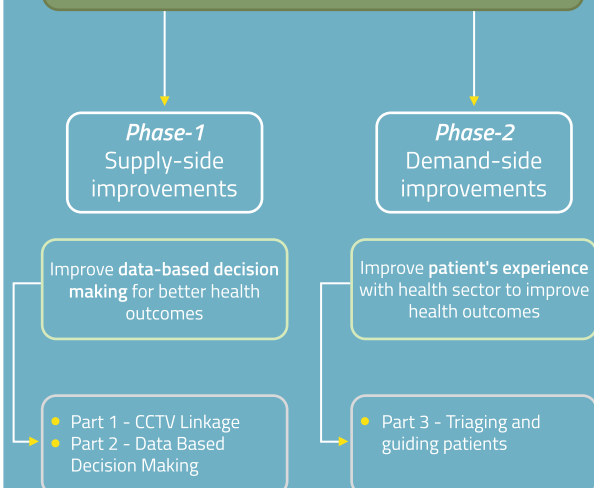 Phase-1
Supply-side
improvements
Phase-2
Demand-side
improvements
Improve data-based decision
making for better health
outcomes
Improve patient's experience
with health sector to improve
health outcomes
Part 1 - CCTV Linkage
Part 2 - Data Based
Decision Making
Part 3 - Triaging and
guiding patients